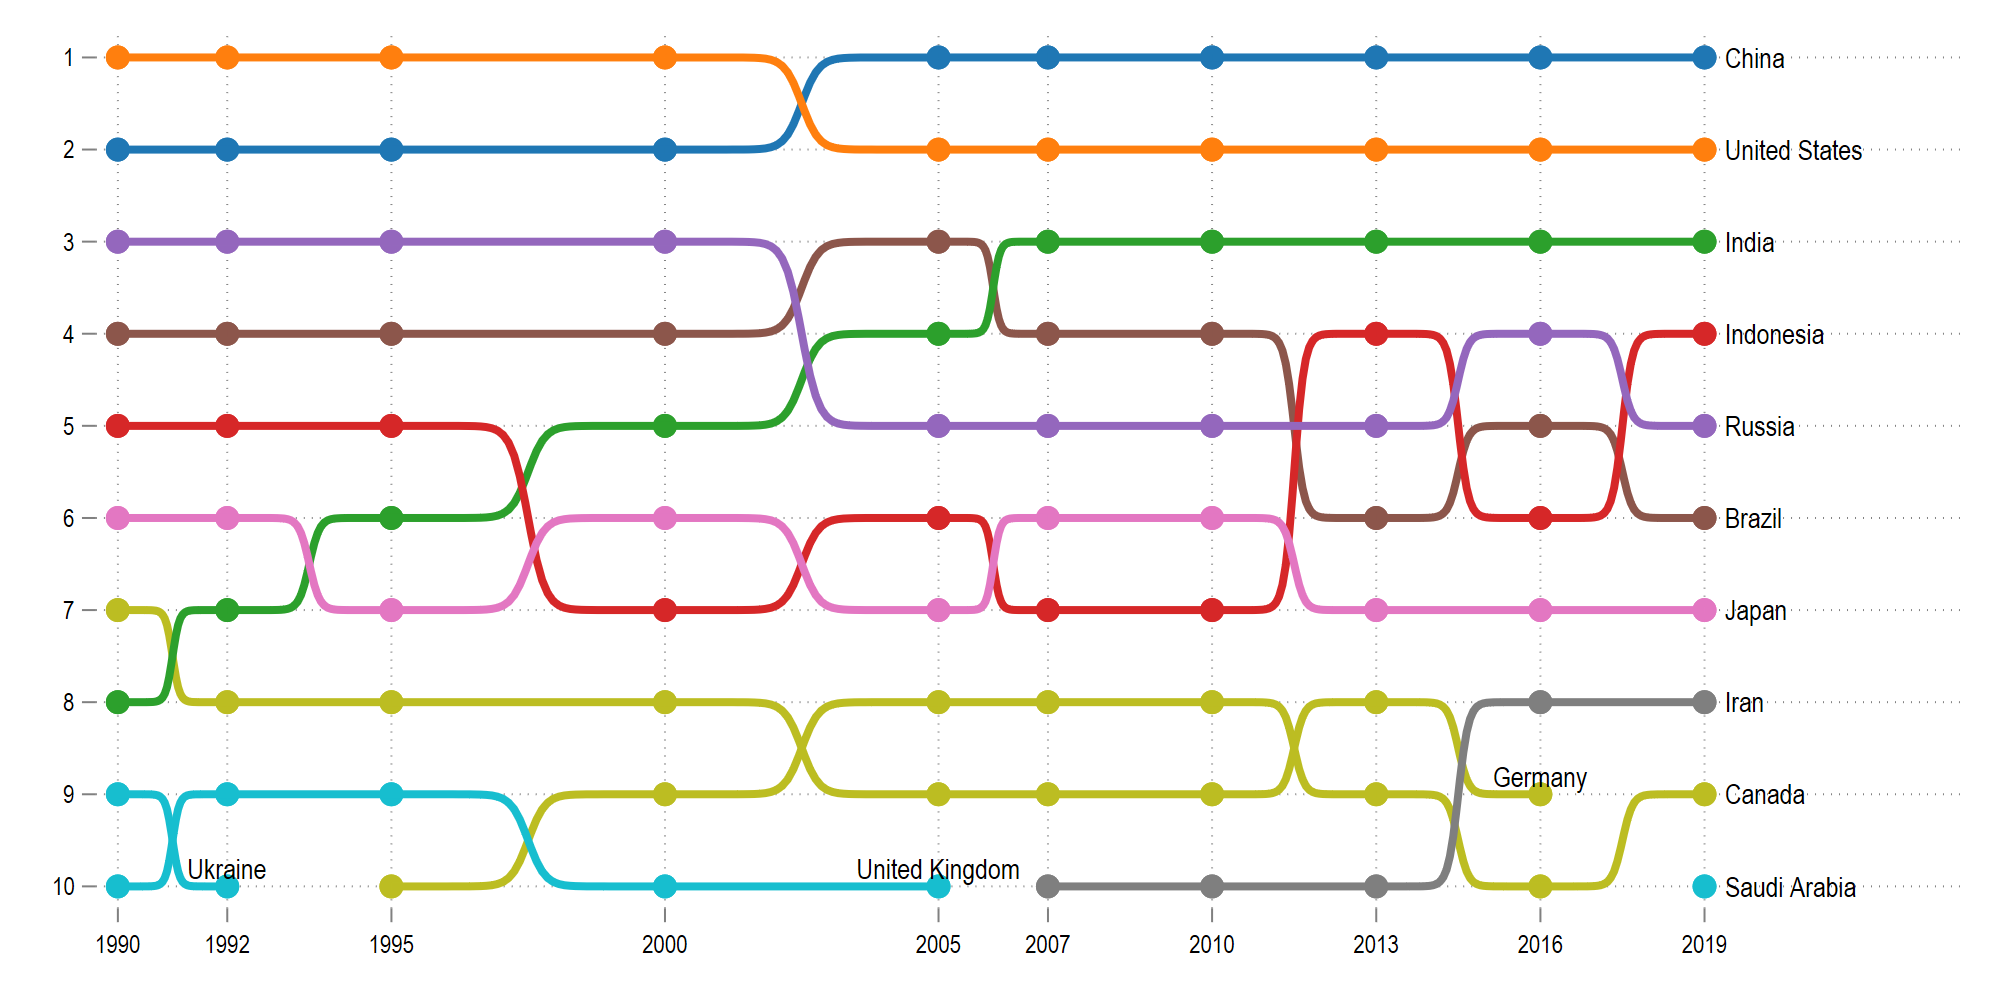 1 China
2 United States
3 India
4 Indonesia
5 Russia
6 Brazil
7 Japan
8 Iran
Germany
9 Canada
Ukraine United Kingdom
10 Saudi Arabia
1990 1992 1995 2000 2005 2007 2010 2013 2016 2019